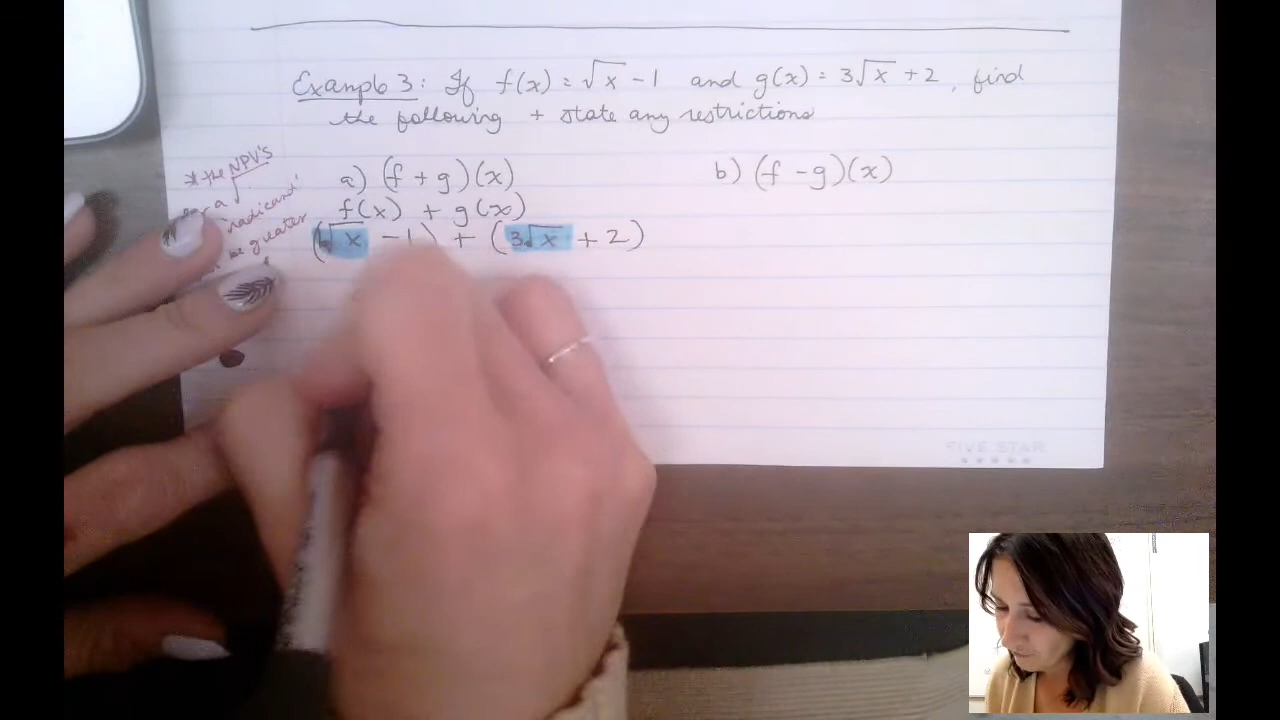 Example 3: If f(x) = √x - 1 and g(x) = 3√x + 2, find
the following + state any restrictions
* the NPV's
a √
"radicand"
be greater
a) (f + g)(x)
f(x) + g(x)
(√x - 1) + (3√x + 2)
b) (f - g)(x)
FIVE STAR